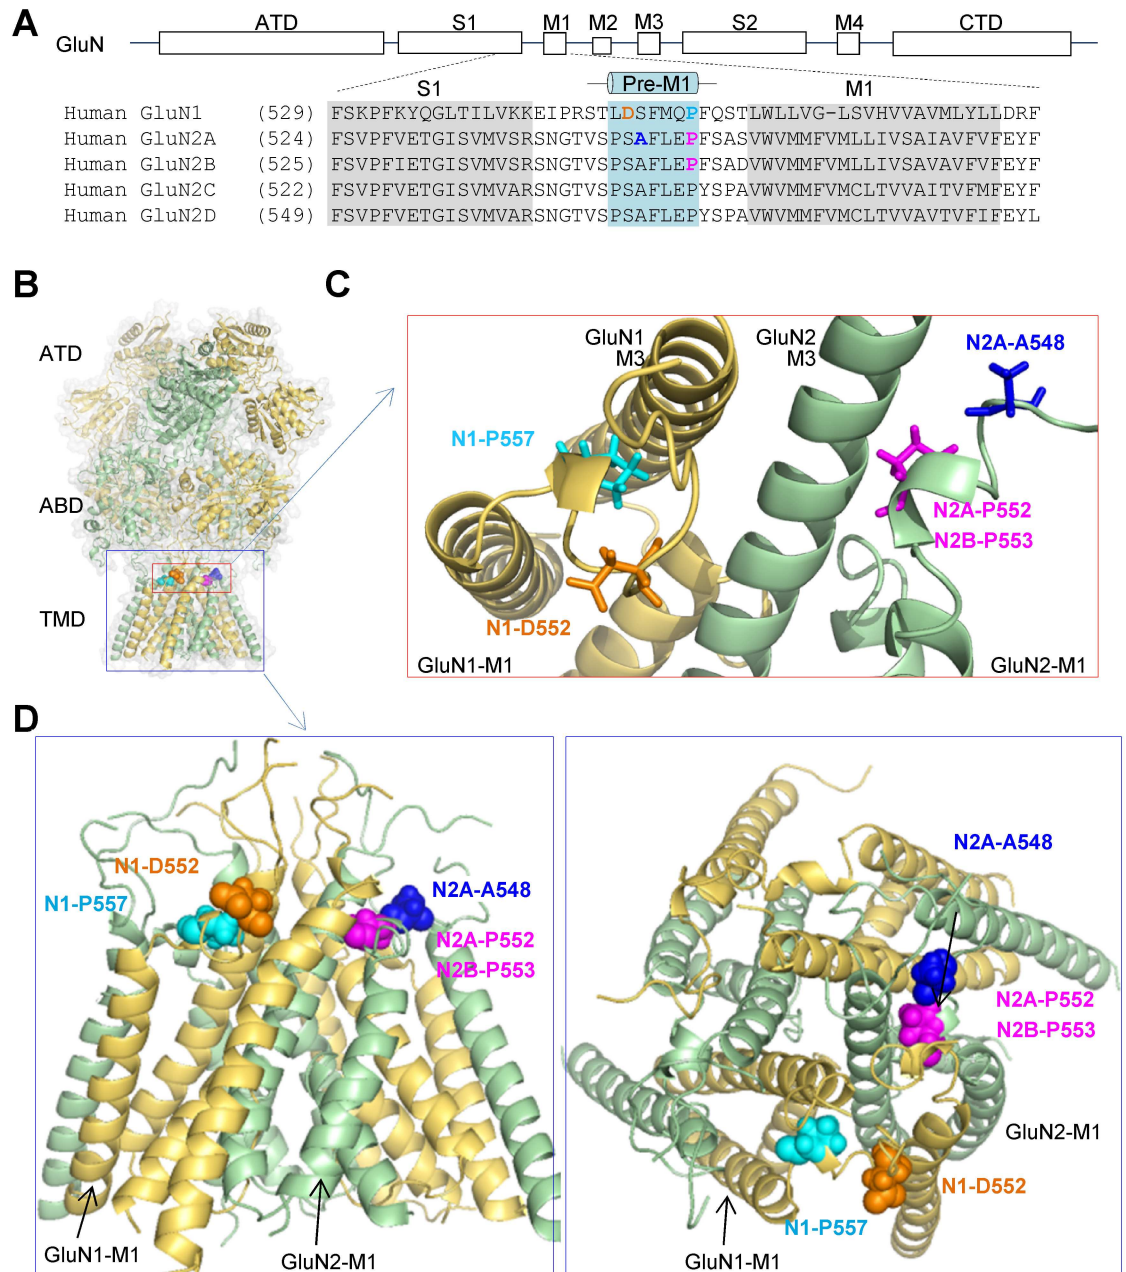 A
GluN
ATD S1 M1 M2 M3 S2 M4 CTD
S1 Pre-M1 M1
Human GluN1 (529) FSKPFKYQGLTILVKKEIPRSTLDSFMQPFQSTLWLLVG-LSVHVVAVMLYLLDRF
Human GluN2A (524) FSVPFVETGISVMVSRSNGTVSPSAFLEPFSASVWVMMFVMLLIVSAIAVFVFEYF
Human GluN2B (525) FSVPFIETGISVMVSRSNGTVSPSAFLEPFSADVWVMMFVMLLIVSAVAVFVFEYF
Human GluN2C (522) FSVPFVETGISVMVARSNGTVSPSAFLEPYSPAVWVMMFVMCLTVVAITVFMFEYF
Human GluN2D (549) FSVPFVETGISVMVARSNGTVSPSAFLEPYSPAVWVMMFVMCLTVVAVTVFIFEYL
B
ATD
ABD
TMD
C
GluN1
M3
GluN2
M3
N2A-A548
N1-P557
N2A-P552
N2B-P553
N1-D552
GluN1-M1
GluN2-M1
D
N1-D552
N1-P557
N2A-A548
N2A-P552
N2B-P553
GluN1-M1
GluN2-M1
N2A-A548
N2A-P552
N2B-P553
GluN2-M1
N1-D552
N1-P557
GluN1-M1